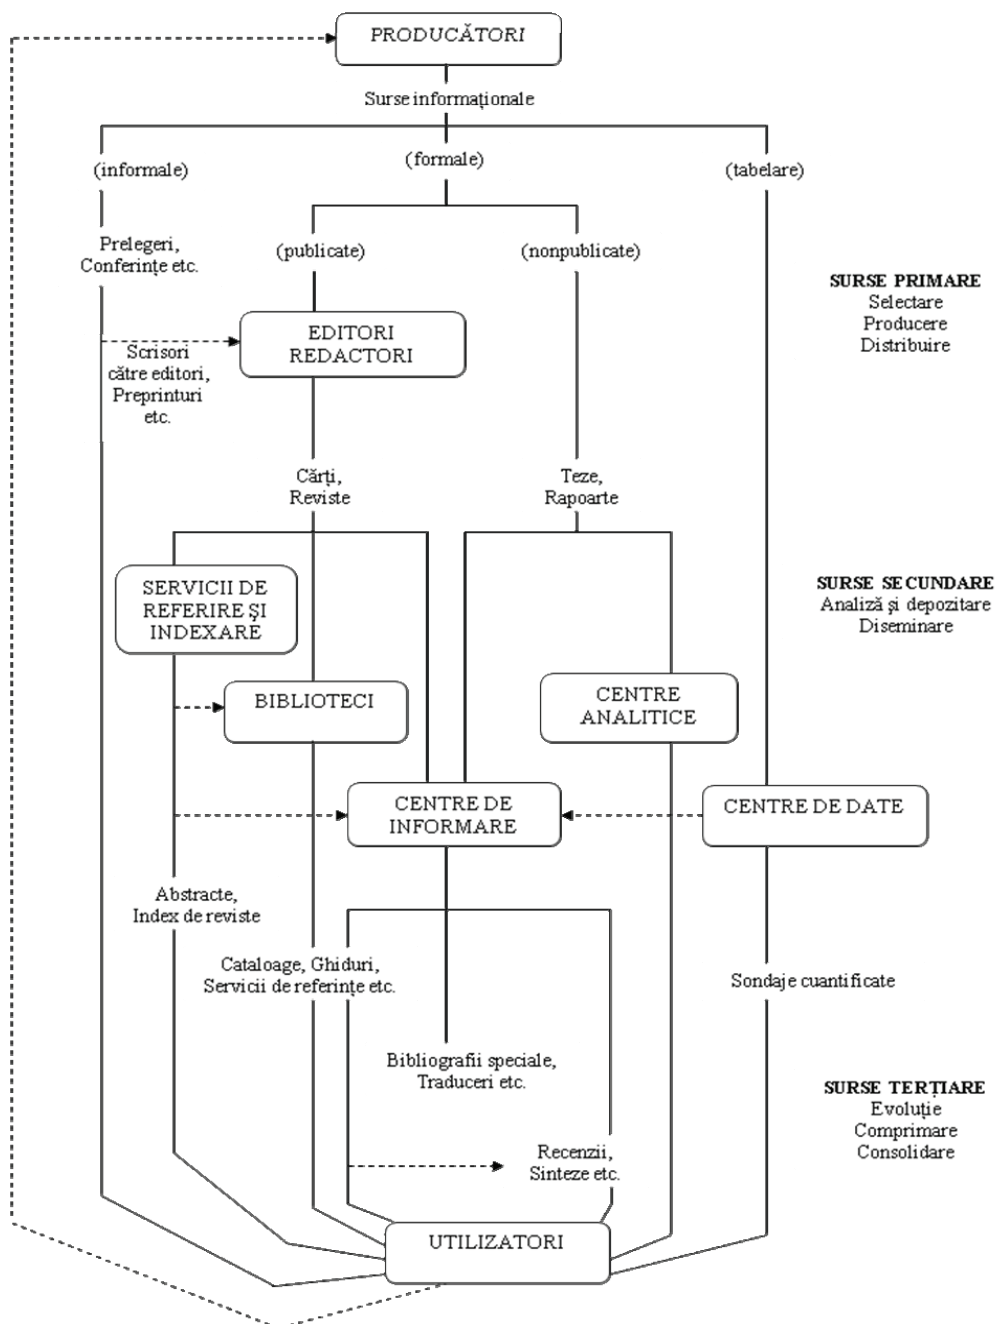 PRODUCĂTORI
Surse informaționale
(informale)
(formale)
(tabelare)
Prelegeri,
Conferințe etc.
(publicate)
(nonpublicate)
SURSE PRIMARE
Selectare
Producere
Distribuire
EDITORI
REDACTORI
Scrisori
către editori,
Preprinturi
etc.
Cărți,
Reviste
Teze,
Rapoarte
SERVICII DE
REFERIRE ŞI
INDEXARE
SURSE SECUNDARE
Analiză şi depozitare
Diseminare
BIBLIOTECI
CENTRE
ANALITICE
CENTRE DE
INFORMARE
CENTRE DE DATE
Abstracte,
Index de reviste
Cataloage, Ghiduri,
Servicii de referințe etc.
Sondaje cuantificate
Bibliografii speciale,
Traduceri etc.
SURSE TERȚIARE
Evoluție
Comprimare
Consolidare
Recenzii,
Sinteze etc.
UTILIZATORI